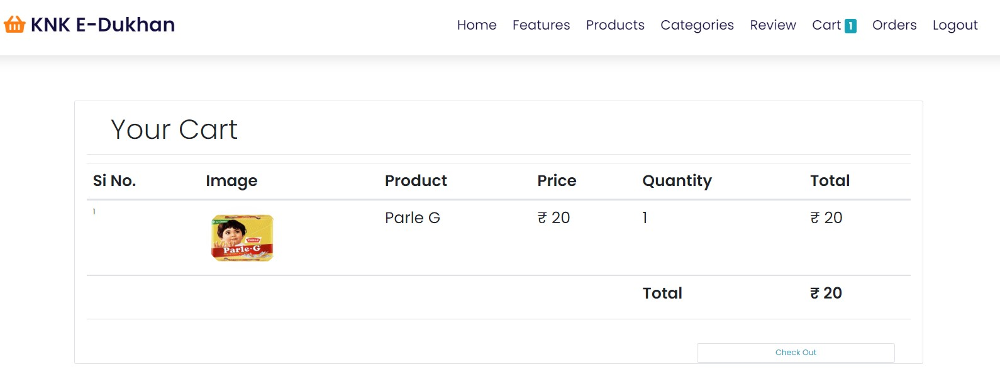 KNK E-Dukhan
Home Features Products Categories Review Cart 1 Orders Logout
Your Cart
Si No. Image Product Price Quantity Total
1 Parle G ₹ 20 1 ₹ 20
PARLE
Parle-G
Total ₹ 20
Check Out